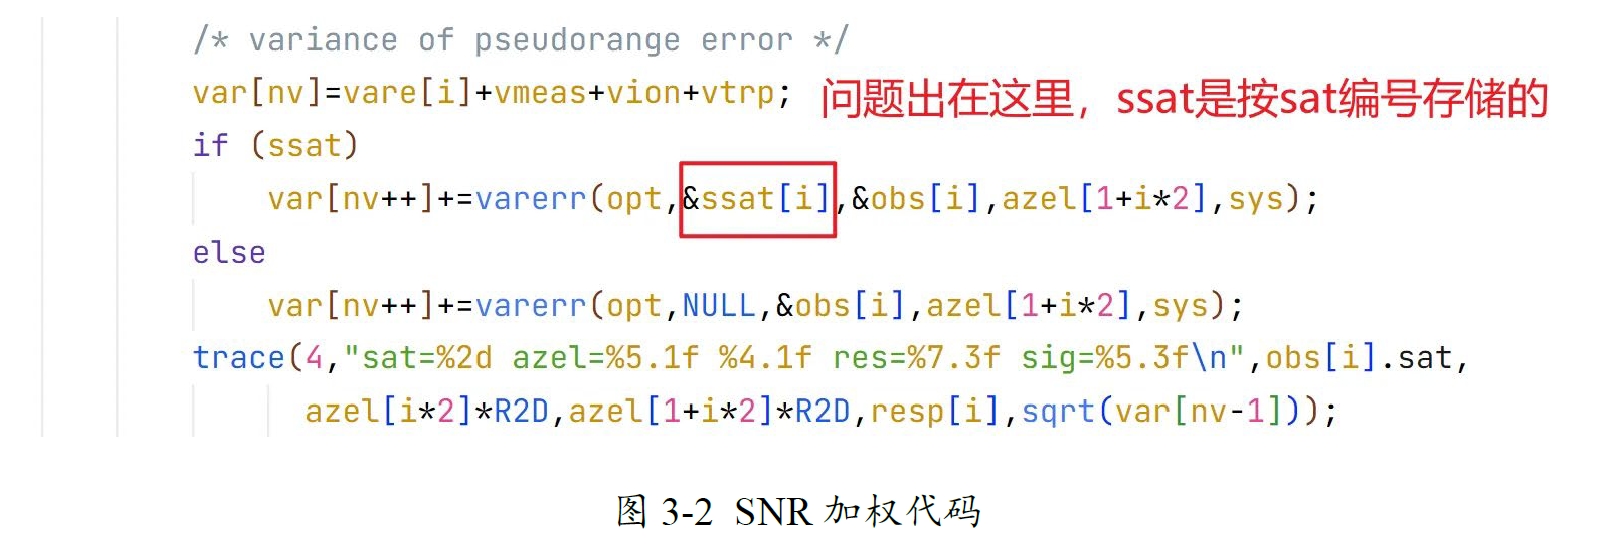 /* variance of pseudorange error */
var[nv]=vare[i]+vmeas+vion+vtrp; 问题出在这里，ssat是按sat编号存储的
if (ssat)
var[nv++]+=varerr(opt,&ssat[i],&obs[i],azel[1+i*2],sys);
else
var[nv++]+=varerr(opt,NULL,&obs[i],azel[1+i*2],sys);
trace(4,"sat=%2d azel=%5.1f %4.1f res=%7.3f sig=%5.3f\n",obs[i].sat,
azel[i*2]*R2D,azel[1+i*2]*R2D,resp[i],sqrt(var[nv-1]));
图 3-2 SNR 加权代码